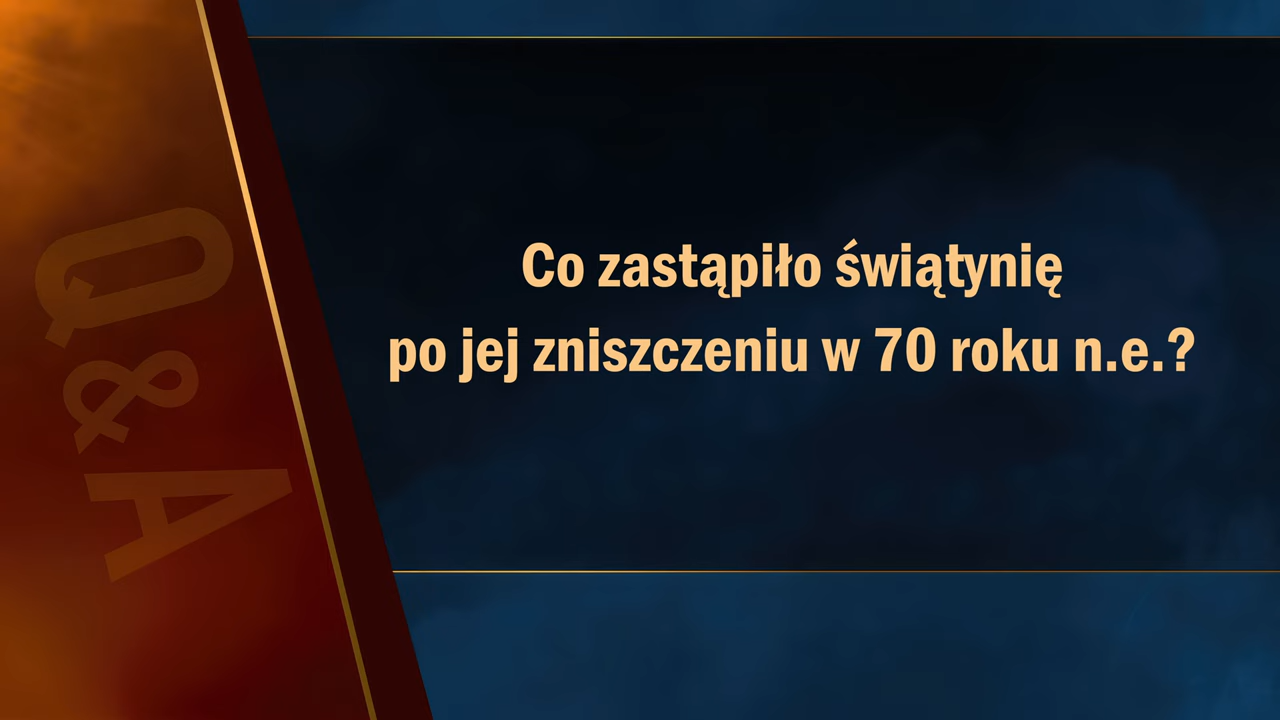 Q & A
Co zastąpiło świątynię
po jej zniszczeniu w 70 roku n.e.?